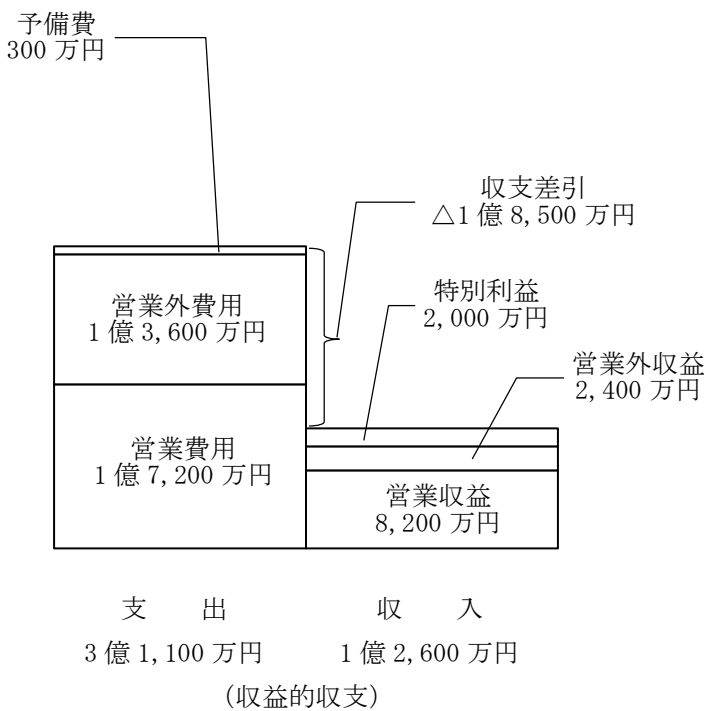 予備費
300 万円
収支差引
△1 億 8,500 万円
特別利益
2,000 万円
営業外収益
2,400 万円
営業外費用
1 億 3,600 万円
営業費用
1 億 7,200 万円
営業収益
8,200 万円
支　　出
収　　入
3 億 1,100 万円
1 億 2,600 万円
(収益的収支)